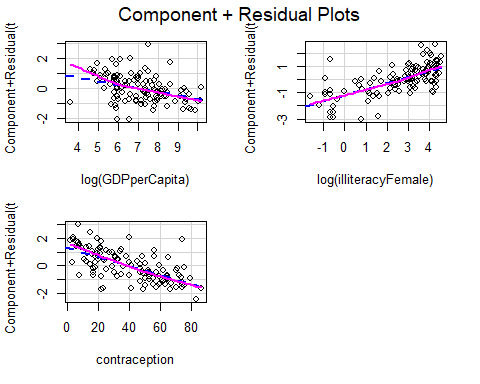 Component + Residual Plots
Component+Residual(t
2
0
-2
4 5 6 7 8 9
log(GDPperCapita)
Component+Residual(t
1
-1
-3
-1 0 1 2 3 4
log(illiteracyFemale)
Component+Residual(t
2
0
-2
0 20 40 60 80
contraception